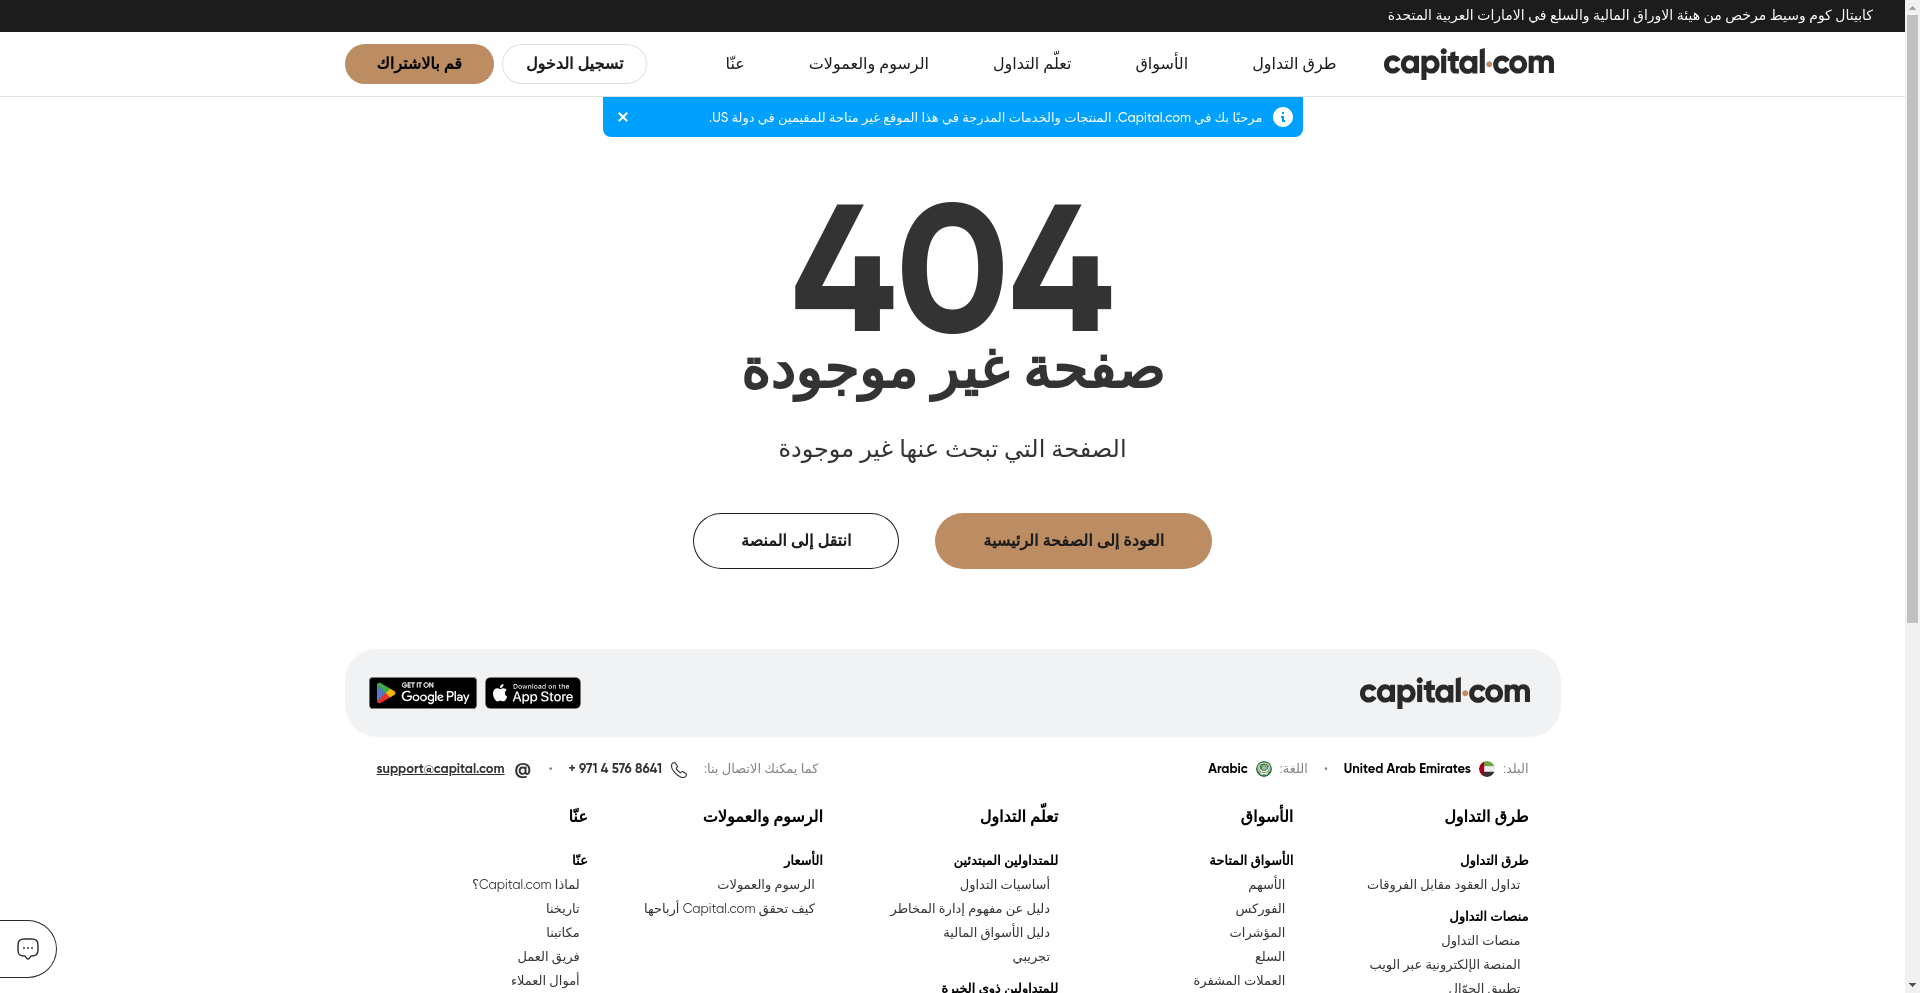 كابيتال كوم وسيط مرخص من هيئة الاوراق المالية والسلع في الامارات العربية المتحدة
capital.com
طرق التداول
الأسواق
تعلّم التداول
الرسوم والعمولات
عنّا
تسجيل الدخول
قم بالاشتراك
مرحبًا بك في Capital.com. المنتجات والخدمات المدرجة في هذا الموقع غير متاحة للمقيمين في دولة US.
404
صفحة غير موجودة
الصفحة التي تبحث عنها غير موجودة
العودة إلى الصفحة الرئيسية
انتقل إلى المنصة
capital.com
Download on the App Store
GET IT ON Google Play
البلد: United Arab Emirates • اللغة: Arabic
كما يمكنك الاتصال بنا: + 971 4 576 8641 • @ support@capital.com
طرق التداول
طرق التداول
تداول العقود مقابل الفروقات
منصات التداول
منصات التداول
المنصة الإلكترونية عبر الويب
تطبيق الجوّال
الأسواق
الأسواق المتاحة
الأسهم
الفوركس
المؤشرات
السلع
العملات المشفرة
تعلّم التداول
للمتداولين المبتدئين
أساسيات التداول
دليل عن مفهوم إدارة المخاطر
دليل الأسواق المالية
تجريبي
للمتداولين ذوي الخبرة
الرسوم والعمولات
الأسعار
الرسوم والعمولات
كيف تحقق Capital.com أرباحها
عنّا
عنّا
لماذا Capital.com؟
تاريخنا
مكاتبنا
فريق العمل
أموال العملاء